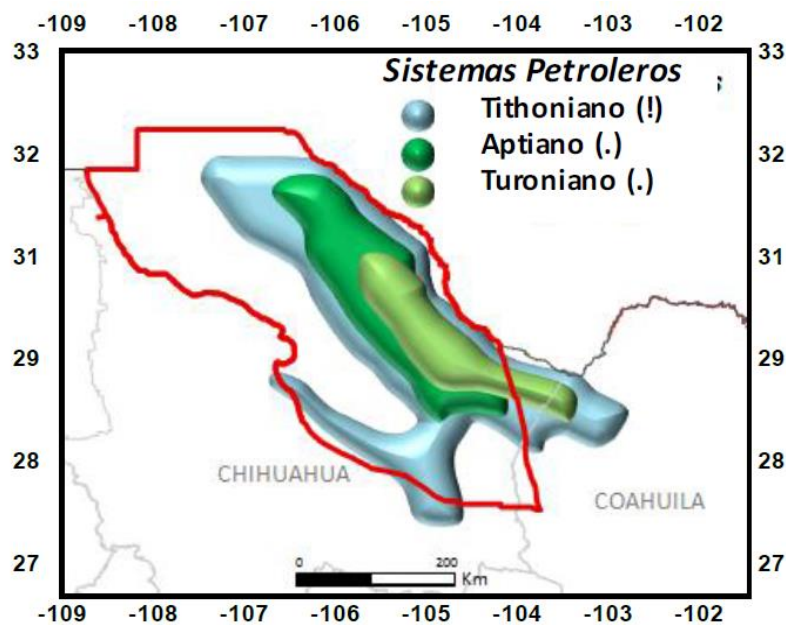 -109 -108 -107 -106 -105 -104 -103 -102
33 33
Sistemas Petroleros
Tithoniano (!)
32 Aptiano (.) 32
Turoniano (.)
31 31
29 29
28 CHIHUAHUA 28
COAHUILA
27 27
0 200
Km
-109 -108 -107 -106 -105 -104 -103 -102